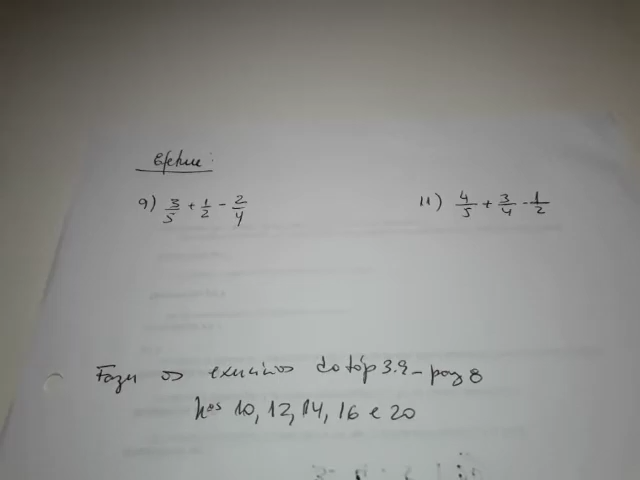 Efetue:
9) 3/5 + 1/2 - 2/4
11) 4/5 + 3/4 - 1/2
Fazer os exercícios do tóp 3.9 - pag 8
nos 10, 12, 14, 16 e 20